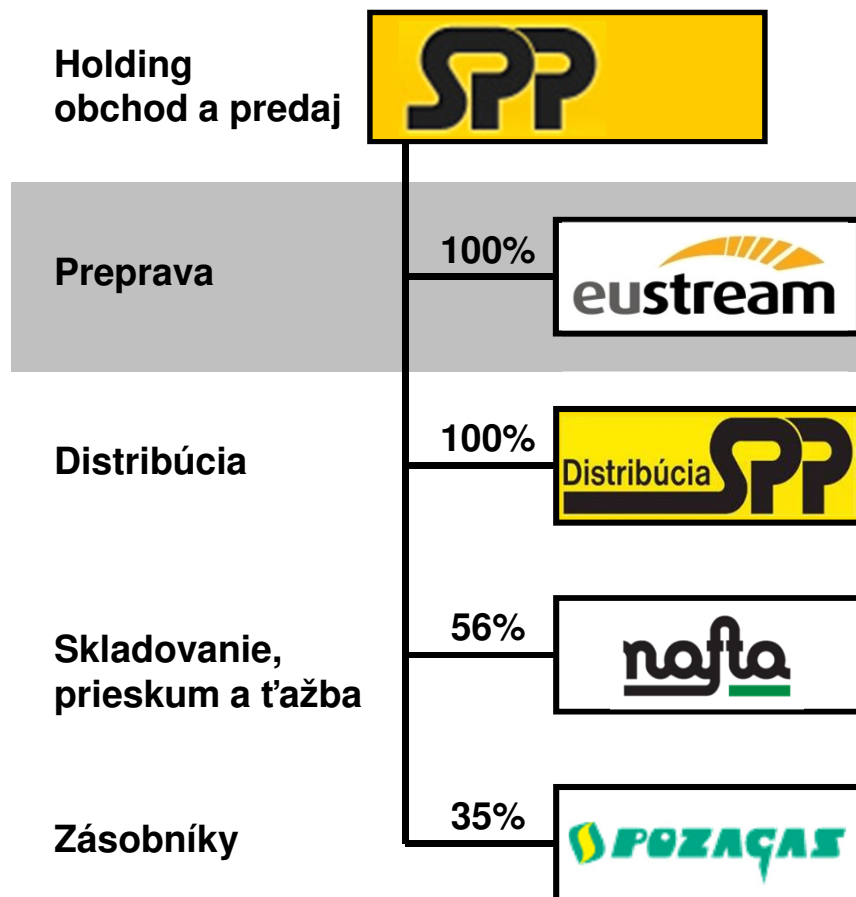 Holding
obchod a predaj
SPP
Preprava
100%
eustream
Distribúcia
100%
Distribúcia SPP
Skladovanie,
prieskum a ťažba
56%
nafta
Zásobníky
35%
POZAGAS